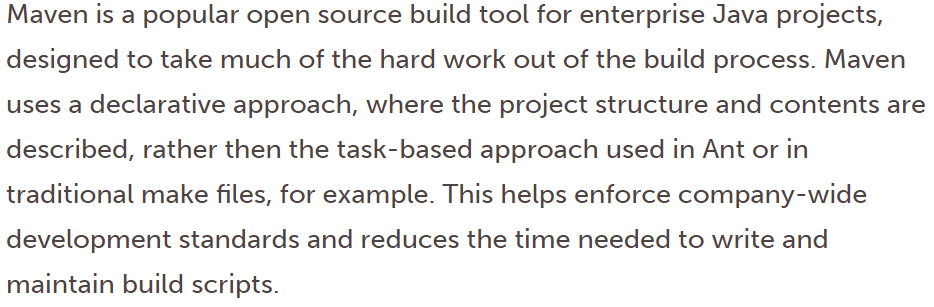 Maven is a popular open source build tool for enterprise Java projects,
designed to take much of the hard work out of the build process. Maven
uses a declarative approach, where the project structure and contents are
described, rather then the task-based approach used in Ant or in
traditional make files, for example. This helps enforce company-wide
development standards and reduces the time needed to write and
maintain build scripts.